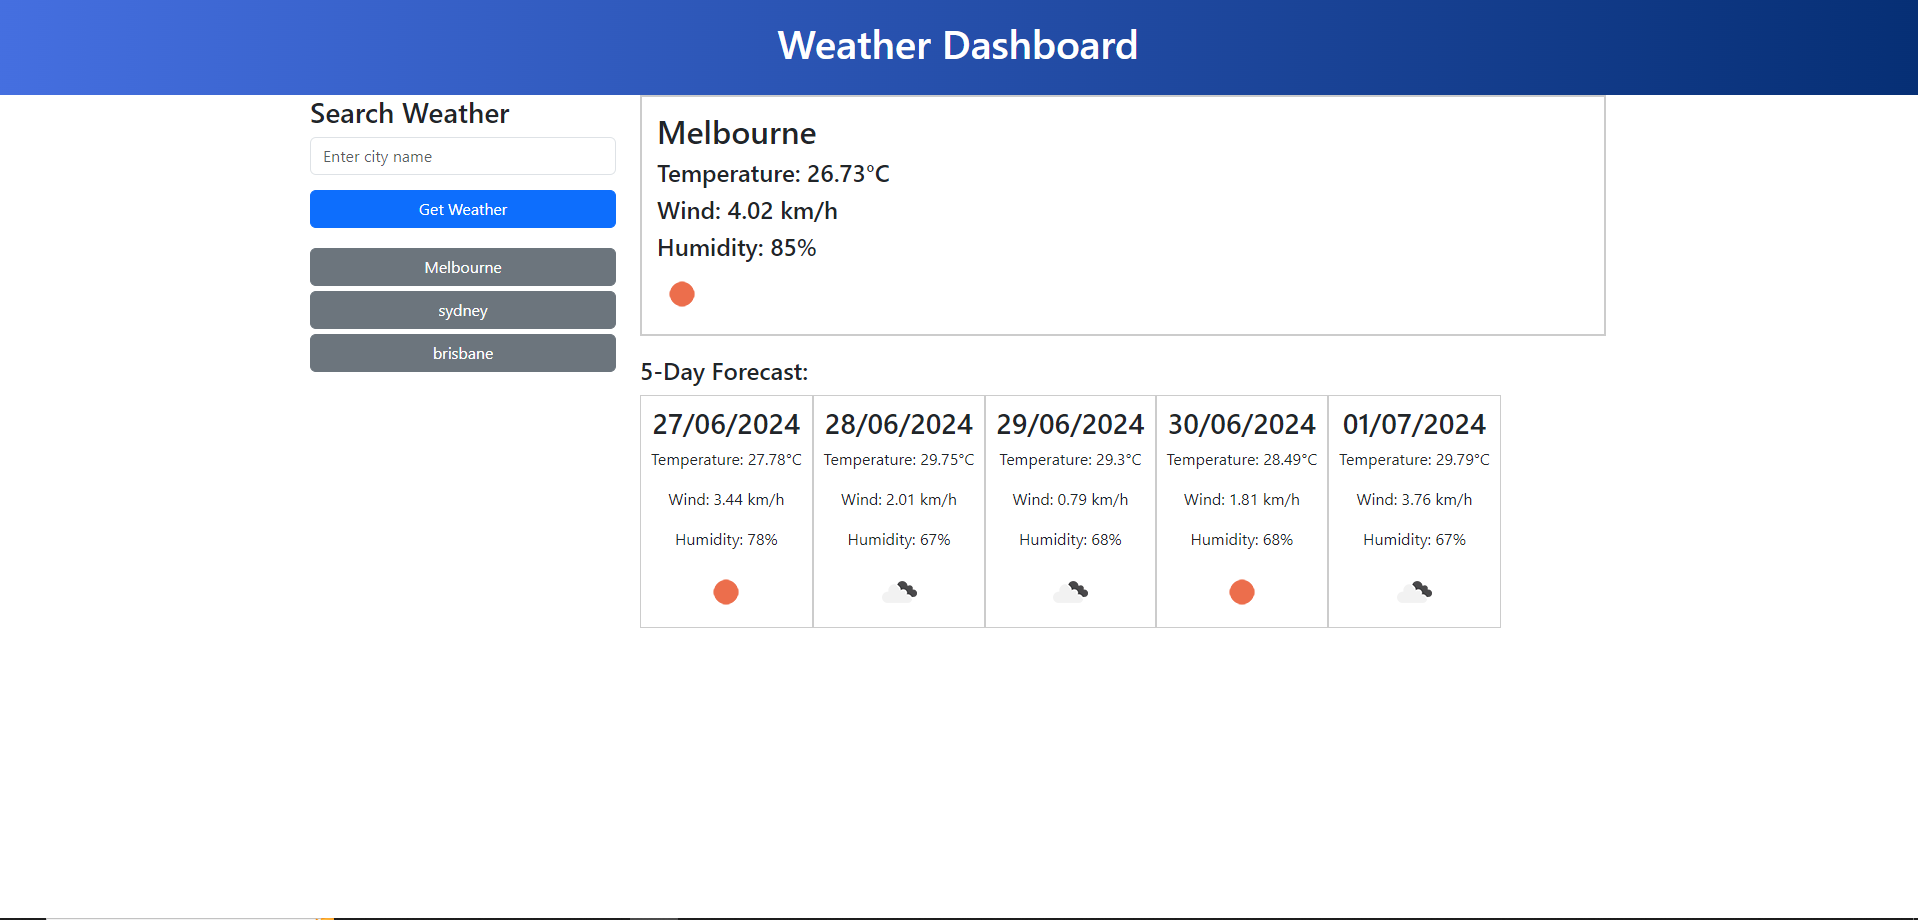 Weather Dashboard
Search Weather
Enter city name
Get Weather
Melbourne
sydney
brisbane
Melbourne
Temperature: 26.73°C
Wind: 4.02 km/h
Humidity: 85%
5-Day Forecast:
27/06/2024
Temperature: 27.78°C
Wind: 3.44 km/h
Humidity: 78%
28/06/2024
Temperature: 29.75°C
Wind: 2.01 km/h
Humidity: 67%
29/06/2024
Temperature: 29.3°C
Wind: 0.79 km/h
Humidity: 68%
30/06/2024
Temperature: 28.49°C
Wind: 1.81 km/h
Humidity: 68%
01/07/2024
Temperature: 29.79°C
Wind: 3.76 km/h
Humidity: 67%